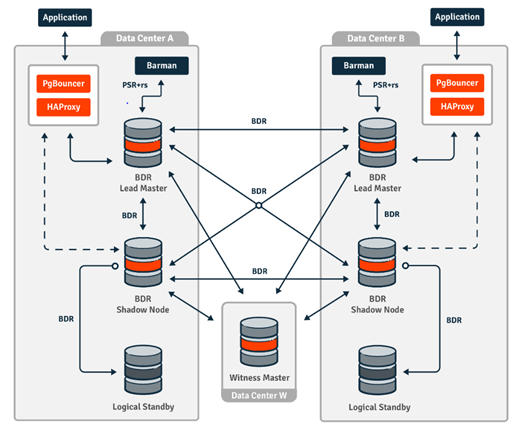 Application
Application
Data Center A
Data Center B
PgBouncer
HAProxy
Barman
Barman
PgBouncer
HAProxy
PSR+rs
PSR+rs
BDR
BDR
Lead Master
BDR
Lead Master
BDR
BDR
BDR
BDR
BDR
Shadow Node
BDR
Shadow Node
BDR
BDR
Witness Master
Data Center W
Logical Standby
Logical Standby